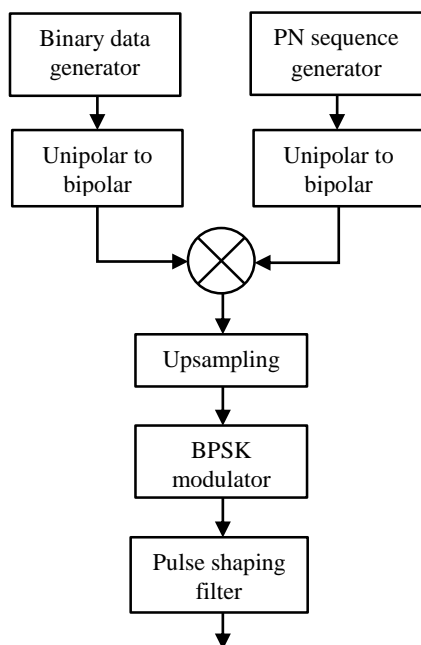 Binary data
generator
PN sequence
generator
Unipolar to
bipolar
Unipolar to
bipolar
Upsampling
BPSK
modulator
Pulse shaping
filter